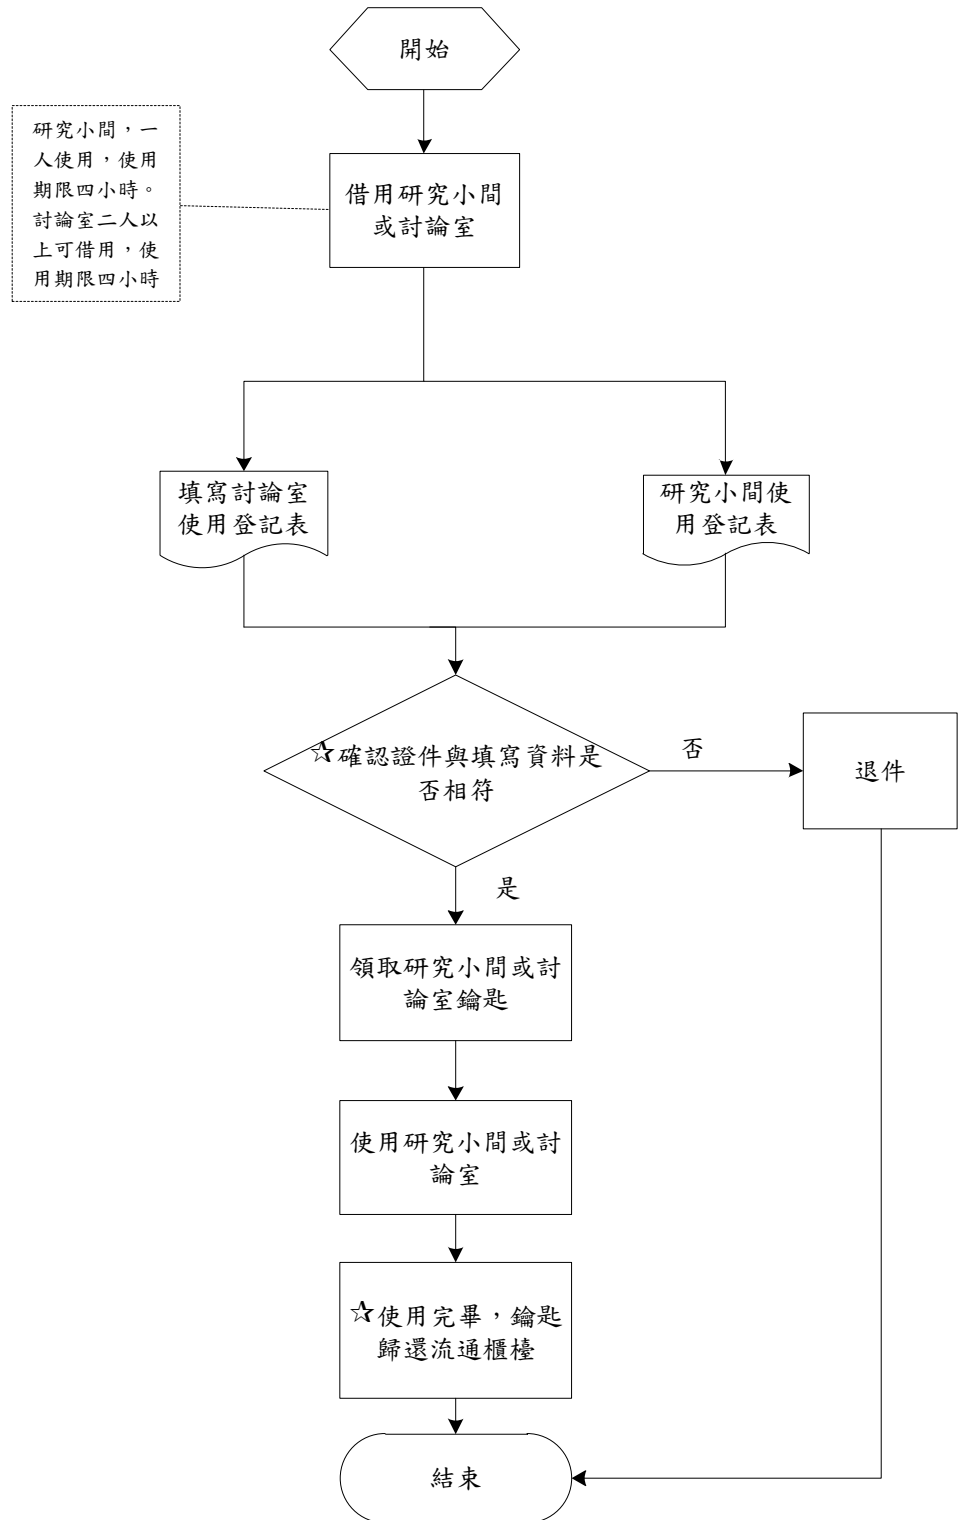 開始
研究小間，一
人使用，使用
期限四小時。
討論室二人以
上可借用，使
用期限四小時
借用研究小間
或討論室
填寫討論室
使用登記表
研究小間使
用登記表
☆確認證件與填寫資料是
否相符
否
退件
是
領取研究小間或討
論室鑰匙
使用研究小間或討
論室
☆使用完畢，鑰匙
歸還流通櫃檯
結束